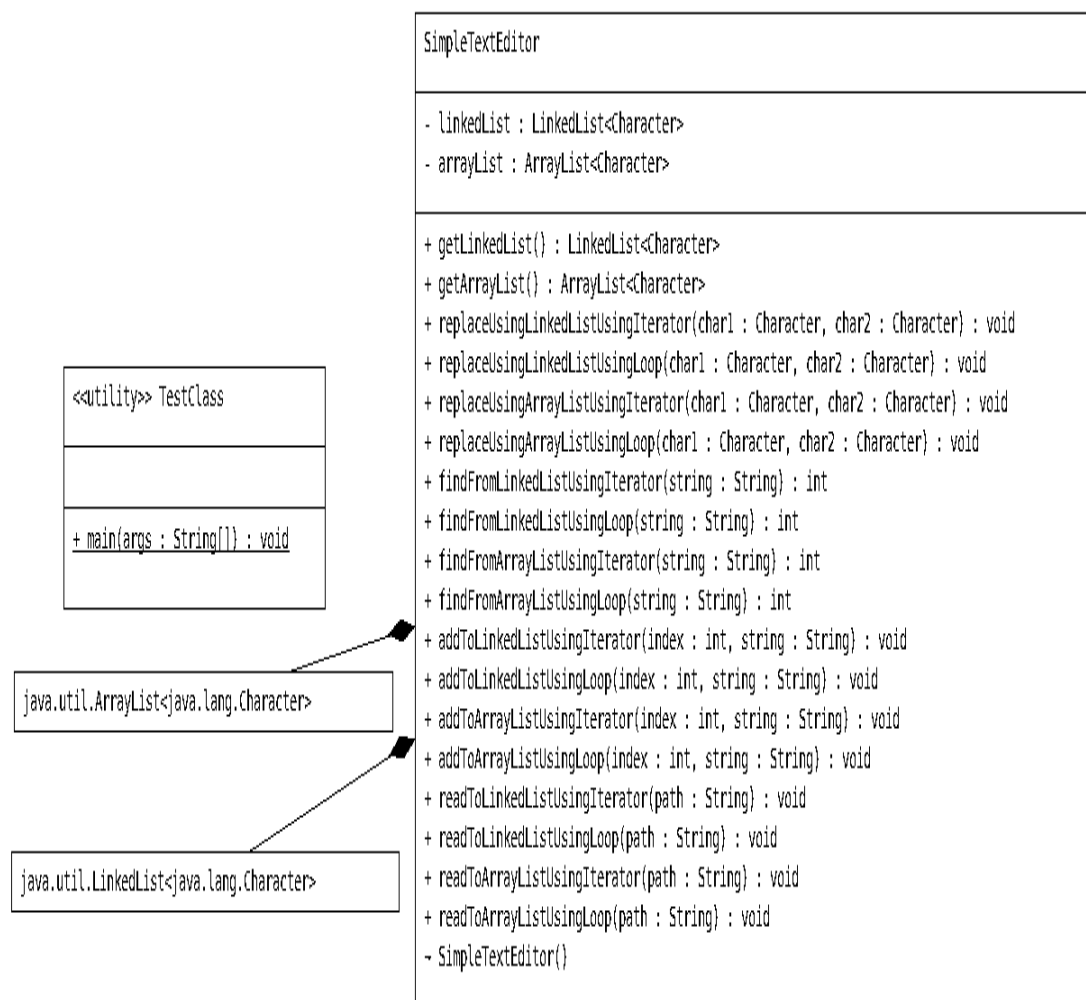 SimpleTextEditor
- linkedList : LinkedList<Character>
- arrayList : ArrayList<Character>
+ getLinkedList() : LinkedList<Character>
+ getArrayList() : ArrayList<Character>
+ replaceUsingLinkedListUsingIterator(char1 : Character, char2 : Character) : void
+ replaceUsingLinkedListUsingLoop(char1 : Character, char2 : Character) : void
+ replaceUsingArrayListUsingIterator(char1 : Character, char2 : Character) : void
+ replaceUsingArrayListUsingLoop(char1 : Character, char2 : Character) : void
+ findFromLinkedListUsingIterator(string : String) : int
+ findFromLinkedListUsingLoop(string : String) : int
+ findFromArrayListUsingIterator(string : String) : int
+ findFromArrayListUsingLoop(string : String) : int
+ addToLinkedListUsingIterator(index : int, string : String) : void
+ addToLinkedListUsingLoop(index : int, string : String) : void
+ addToArrayListUsingIterator(index : int, string : String) : void
+ addToArrayListUsingLoop(index : int, string : String) : void
+ readToLinkedListUsingIterator(path : String) : void
+ readToLinkedListUsingLoop(path : String) : void
+ readToArrayListUsingIterator(path : String) : void
+ readToArrayListUsingLoop(path : String) : void
~ SimpleTextEditor()
<<utility>> TestClass
+ main(args : String[]) : void
java.util.ArrayList<java.lang.Character>
java.util.LinkedList<java.lang.Character>